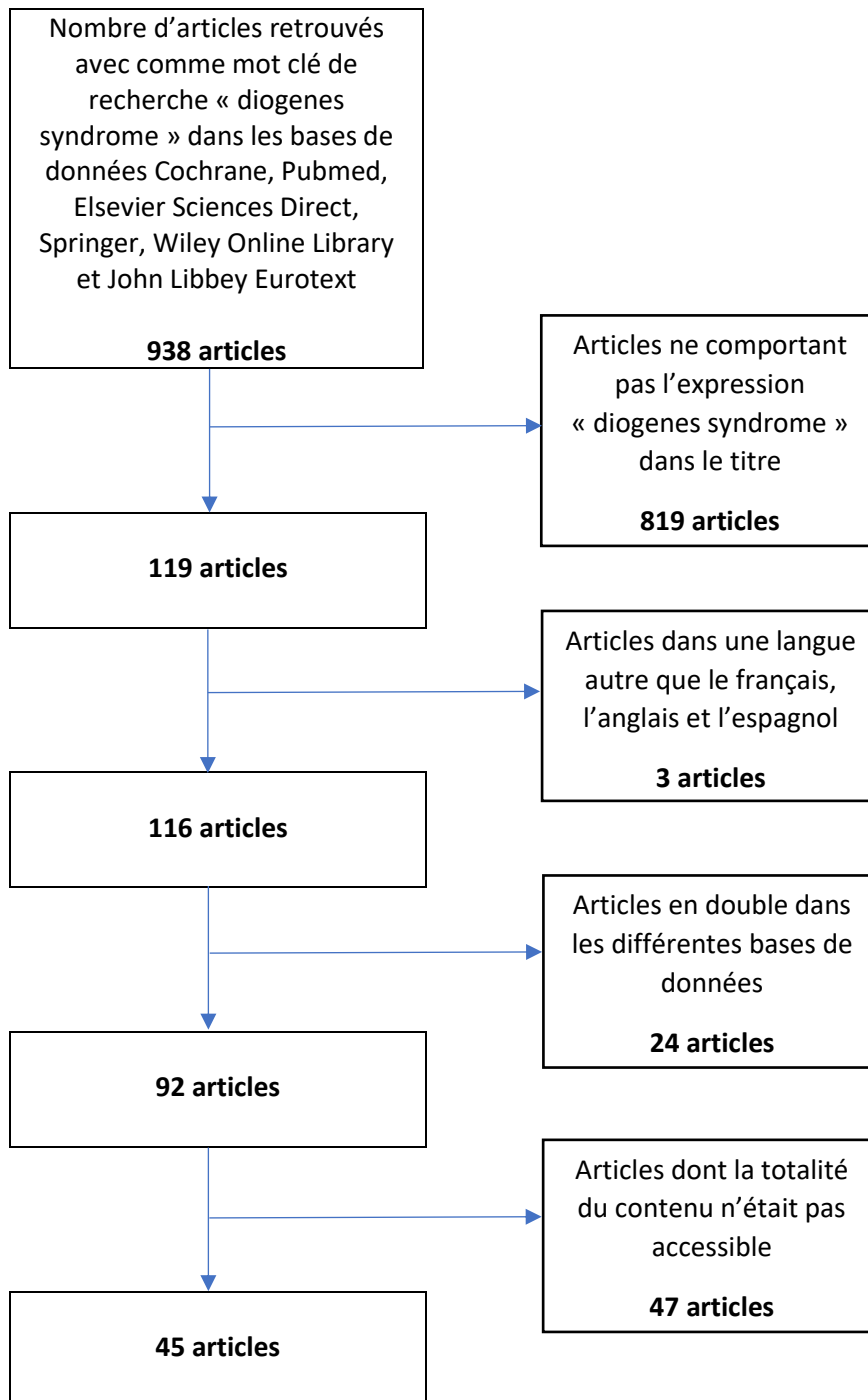 Nombre d’articles retrouvés
avec comme mot clé de
recherche « diogenes
syndrome » dans les bases de
données Cochrane, Pubmed,
Elsevier Sciences Direct,
Springer, Wiley Online Library
et John Libbey Eurotext
938 articles
Articles ne comportant
pas l’expression
« diogenes syndrome »
dans le titre
819 articles
119 articles
Articles dans une langue
autre que le français,
l’anglais et l’espagnol
3 articles
116 articles
Articles en double dans
les différentes bases de
données
24 articles
92 articles
Articles dont la totalité
du contenu n’était pas
accessible
47 articles
45 articles